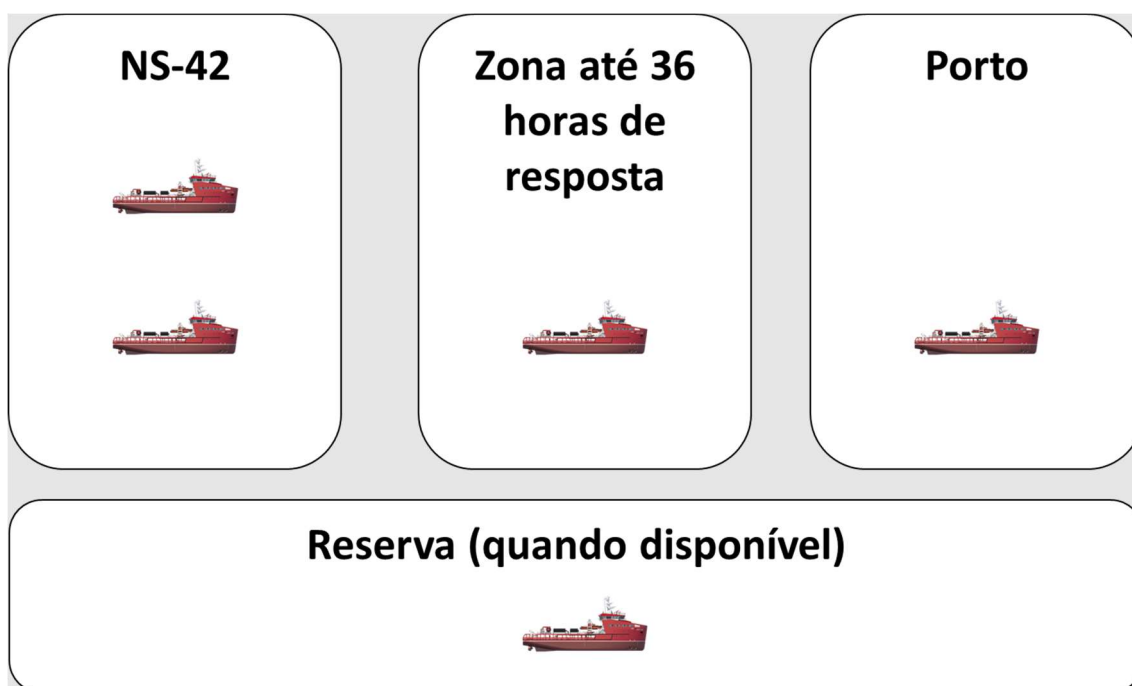 NS-42
Zona até 36
horas de
resposta
Porto
Reserva (quando disponível)